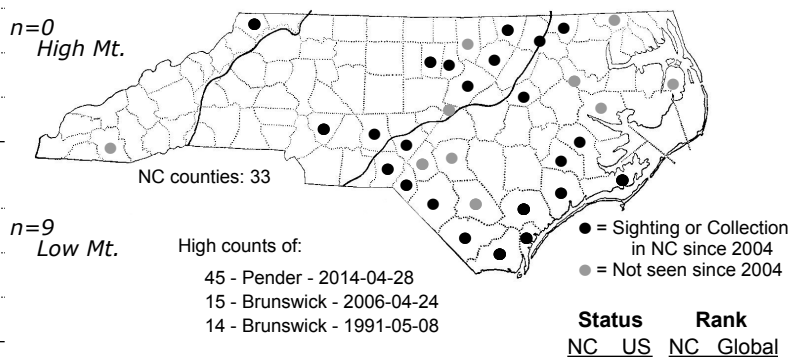 n=0
High Mt.
NC counties: 33
n=9
Low Mt.
High counts of:
45 - Pender - 2014-04-28
15 - Brunswick - 2006-04-24
14 - Brunswick - 1991-05-08
● = Sighting or Collection
in NC since 2004
● = Not seen since 2004
Status Rank
NC US NC Global